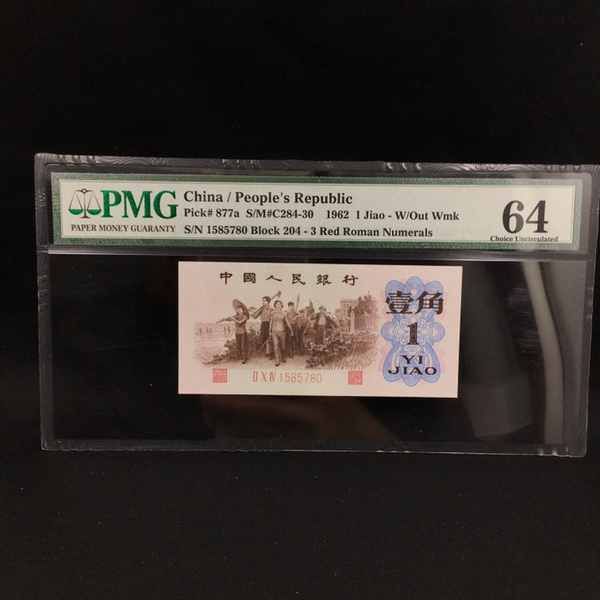 PMG
PAPER MONEY GUARANTY
China / People's Republic
Pick# 877a S/M#C284-30 1962 1 Jiao - W/Out Wmk
S/N 1585780 Block 204 - 3 Red Roman Numerals
64
Choice Uncirculated
中國人民銀行
壹角
1
YI
JIAO
II X IV 1585780